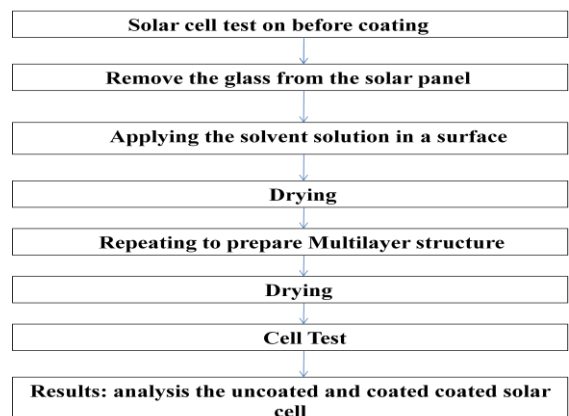 Solar cell test on before coating
Remove the glass from the solar panel
Applying the solvent solution in a surface
Drying
Repeating to prepare Multilayer structure
Drying
Cell Test
Results: analysis the uncoated and coated coated solar
cell